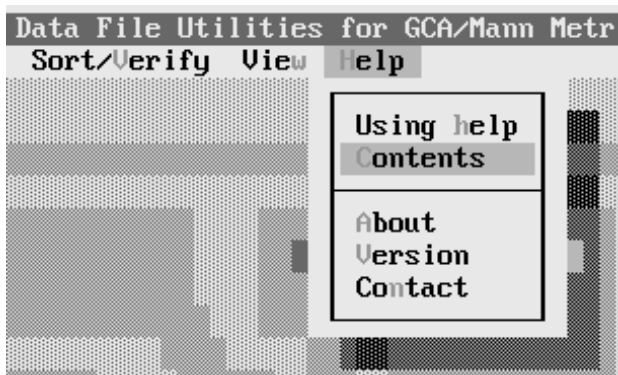 Data File Utilities for GCA/Mann Metr
Sort/Verify View Help
Using help
Contents
About
Version
Contact